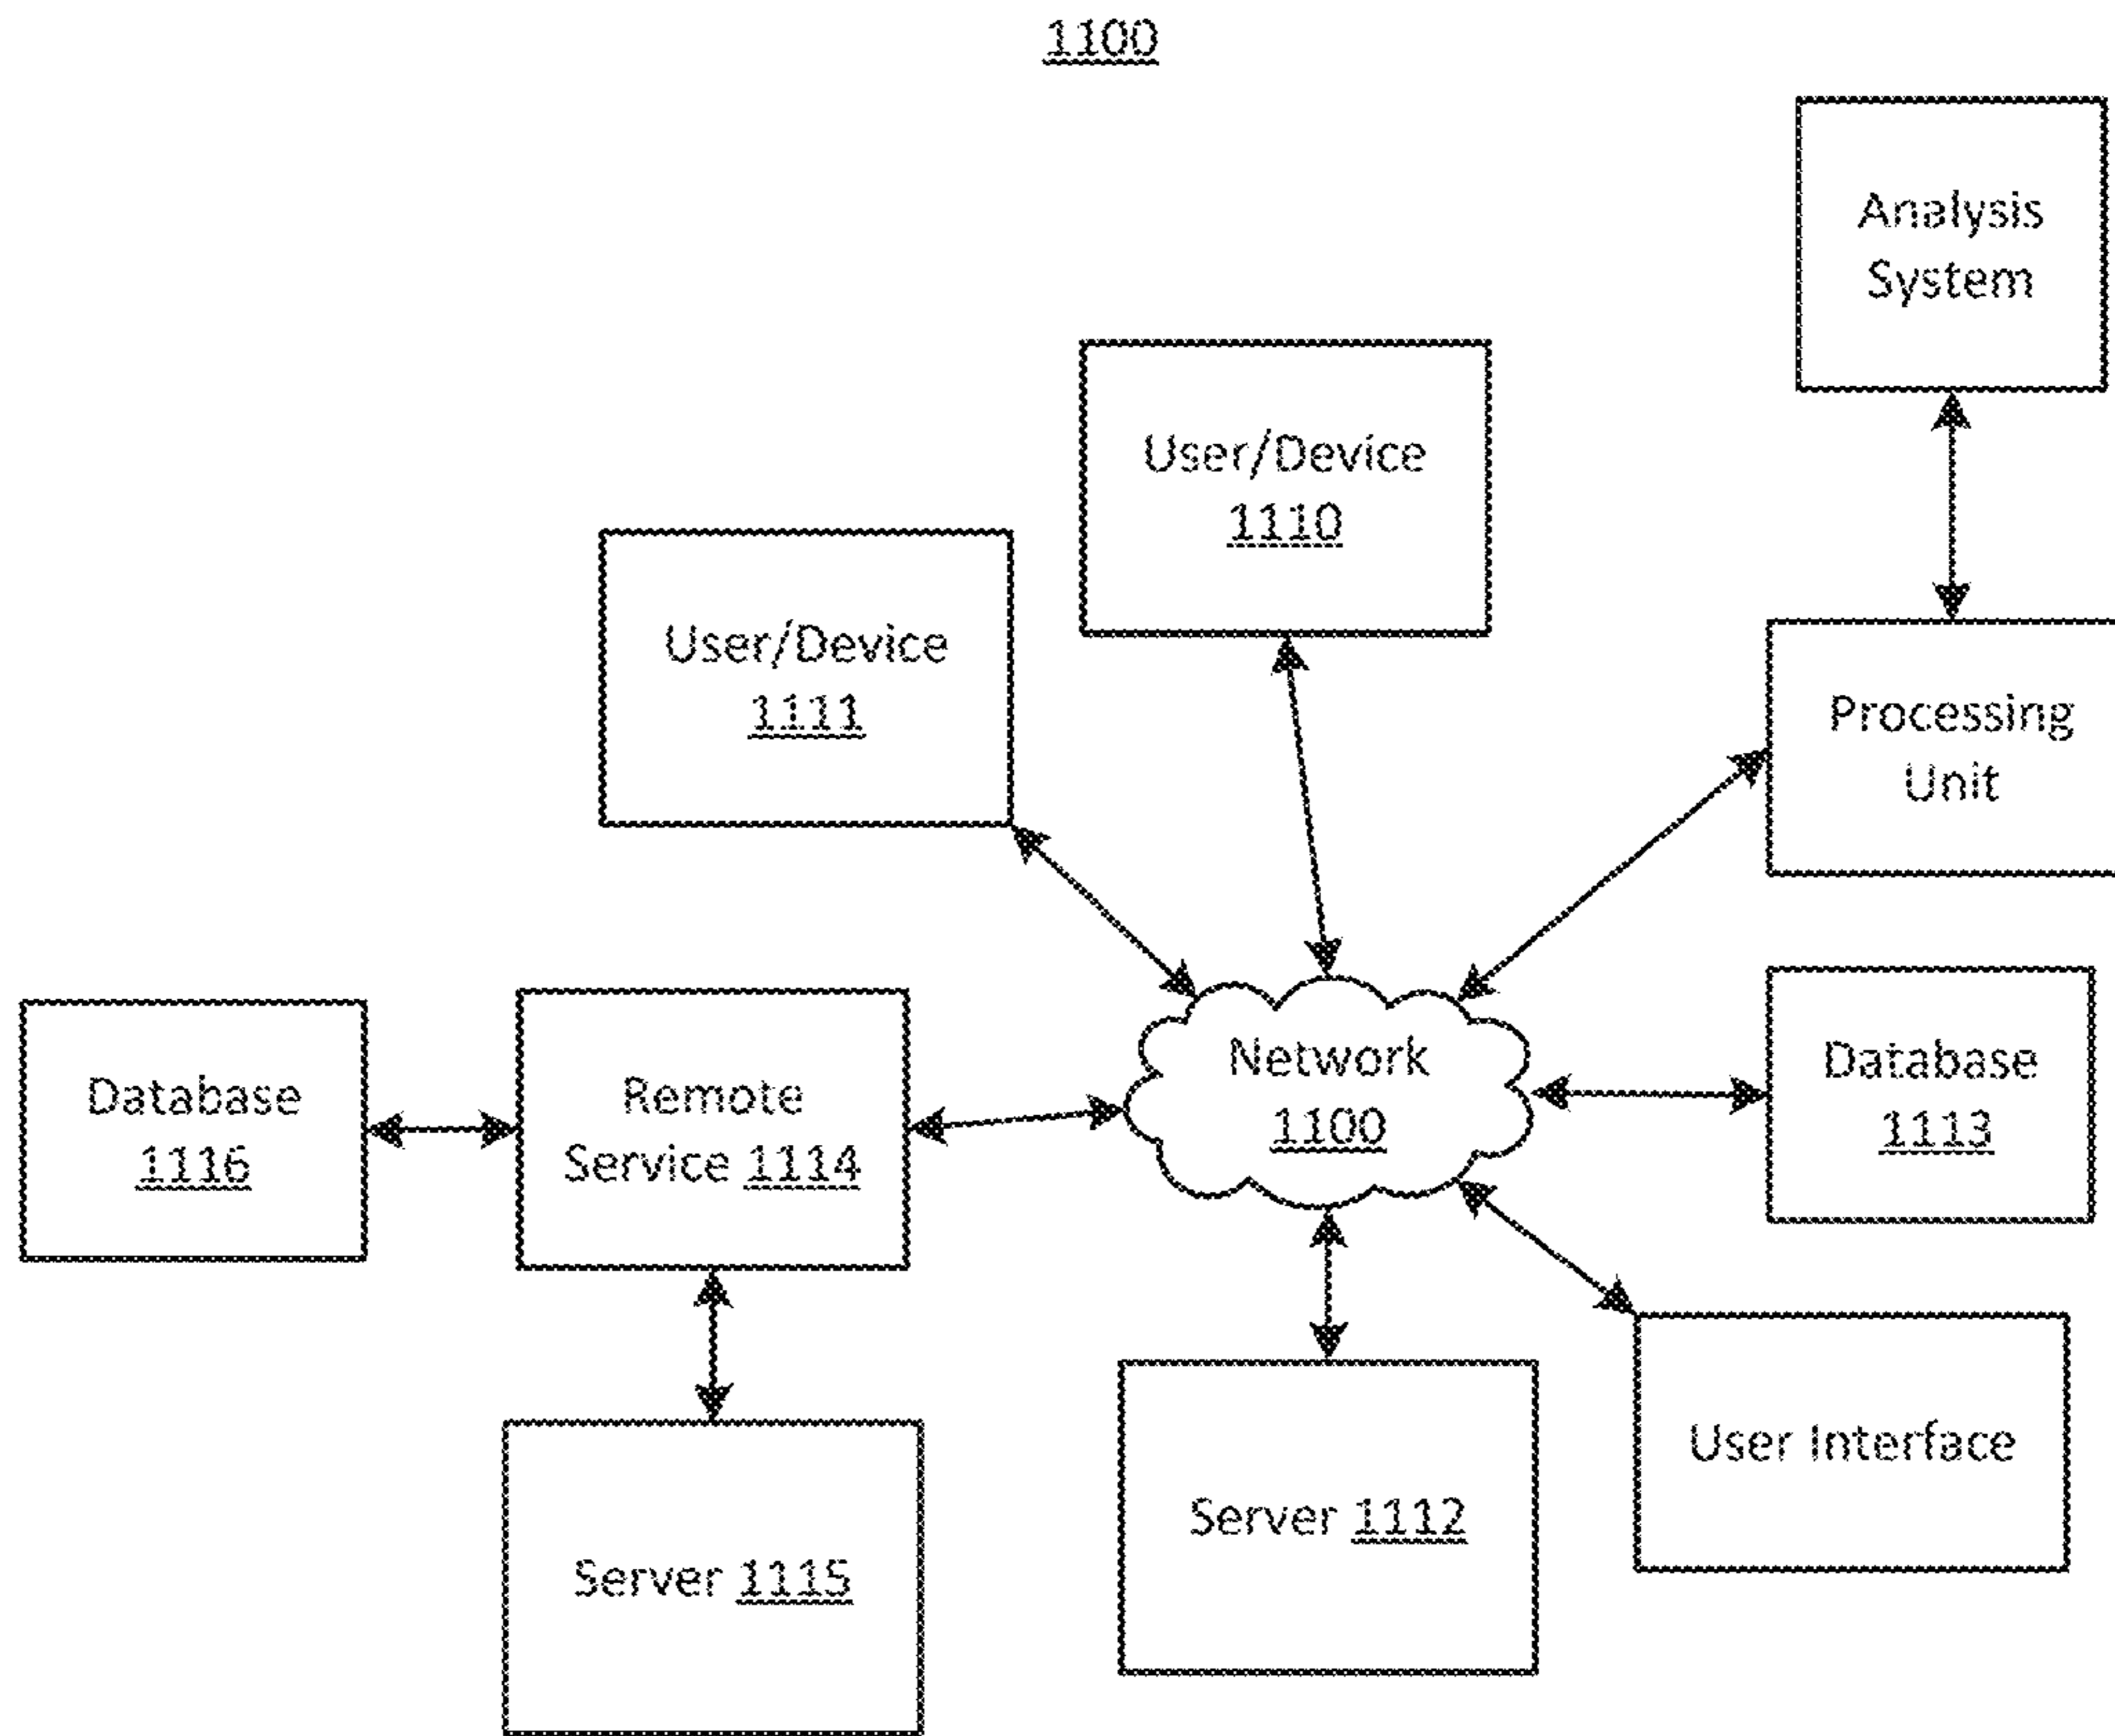 1100
Analysis
System
User/Device
1110
User/Device
1111
Processing
Unit
Network
1100
Database
1113
Database
1116
Remote
Service 1114
User Interface
Server 1112
Server 1115